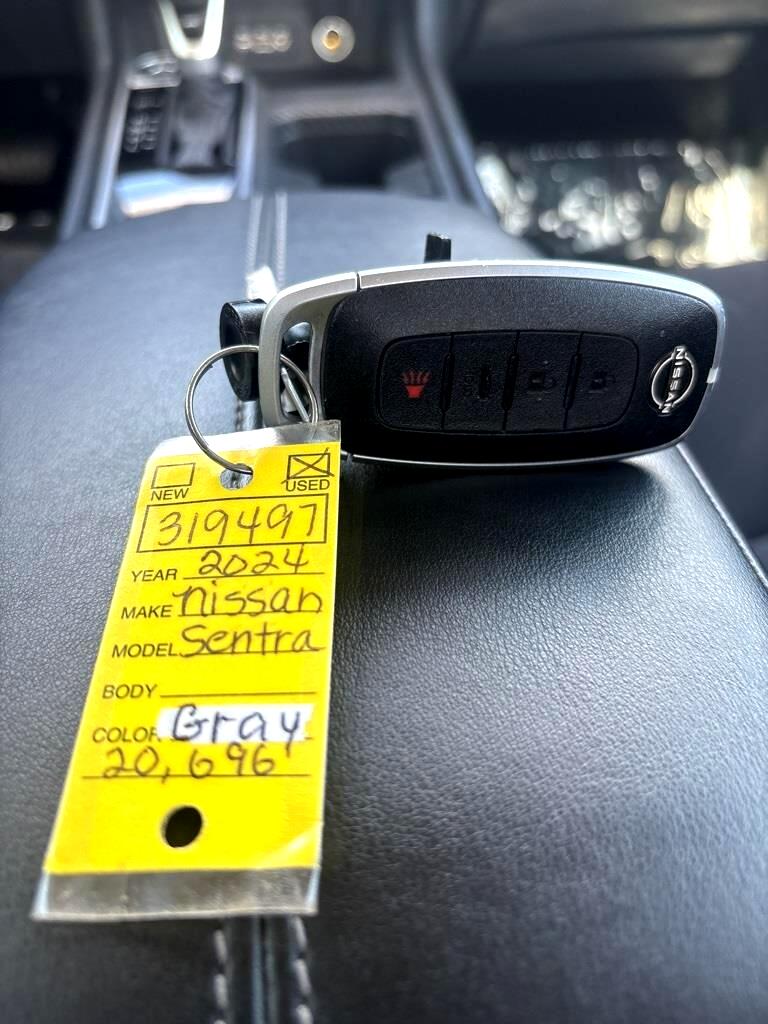 NISSAN
NEW USED
319497
YEAR 2024
MAKE nissan
MODEL Sentra
BODY
COLOR Gray
20,696